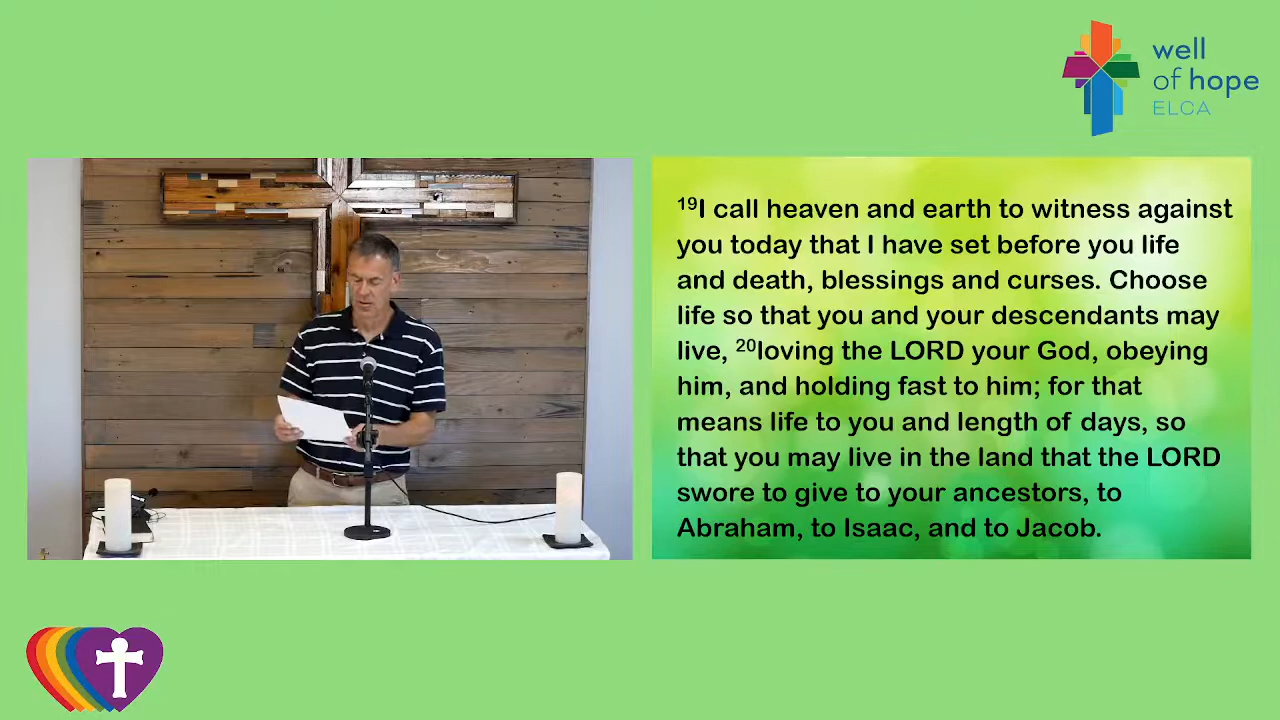 well
of hope
ELCA
¹⁹I call heaven and earth to witness against
you today that I have set before you life
and death, blessings and curses. Choose
life so that you and your descendants may
live, ²⁰loving the LORD your God, obeying
him, and holding fast to him; for that
means life to you and length of days, so
that you may live in the land that the LORD
swore to give to your ancestors, to
Abraham, to Isaac, and to Jacob.